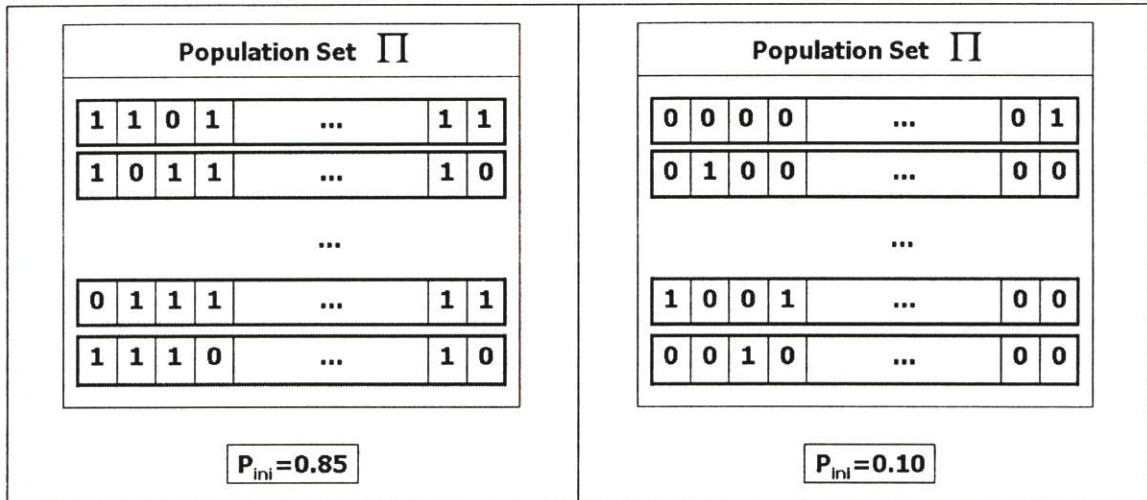 Population Set ∏
1 1 0 1 ... 1 1
1 0 1 1 ... 1 0
...
0 1 1 1 ... 1 1
1 1 1 0 ... 1 0
P_ini=0.85
Population Set ∏
0 0 0 0 ... 0 1
0 1 0 0 ... 0 0
...
1 0 0 1 ... 0 0
0 0 1 0 ... 0 0
P_ini=0.10